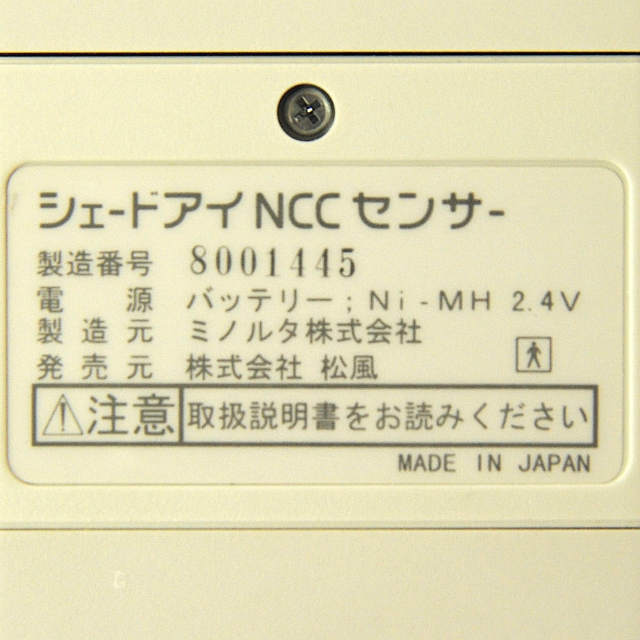 シェードアイNCCセンサー
製造番号 8001445
電源 バッテリー；Ni-MH 2.4V
製造元 ミノルタ株式会社
発売元 株式会社 松風
注意 取扱説明書をお読みください
MADE IN JAPAN